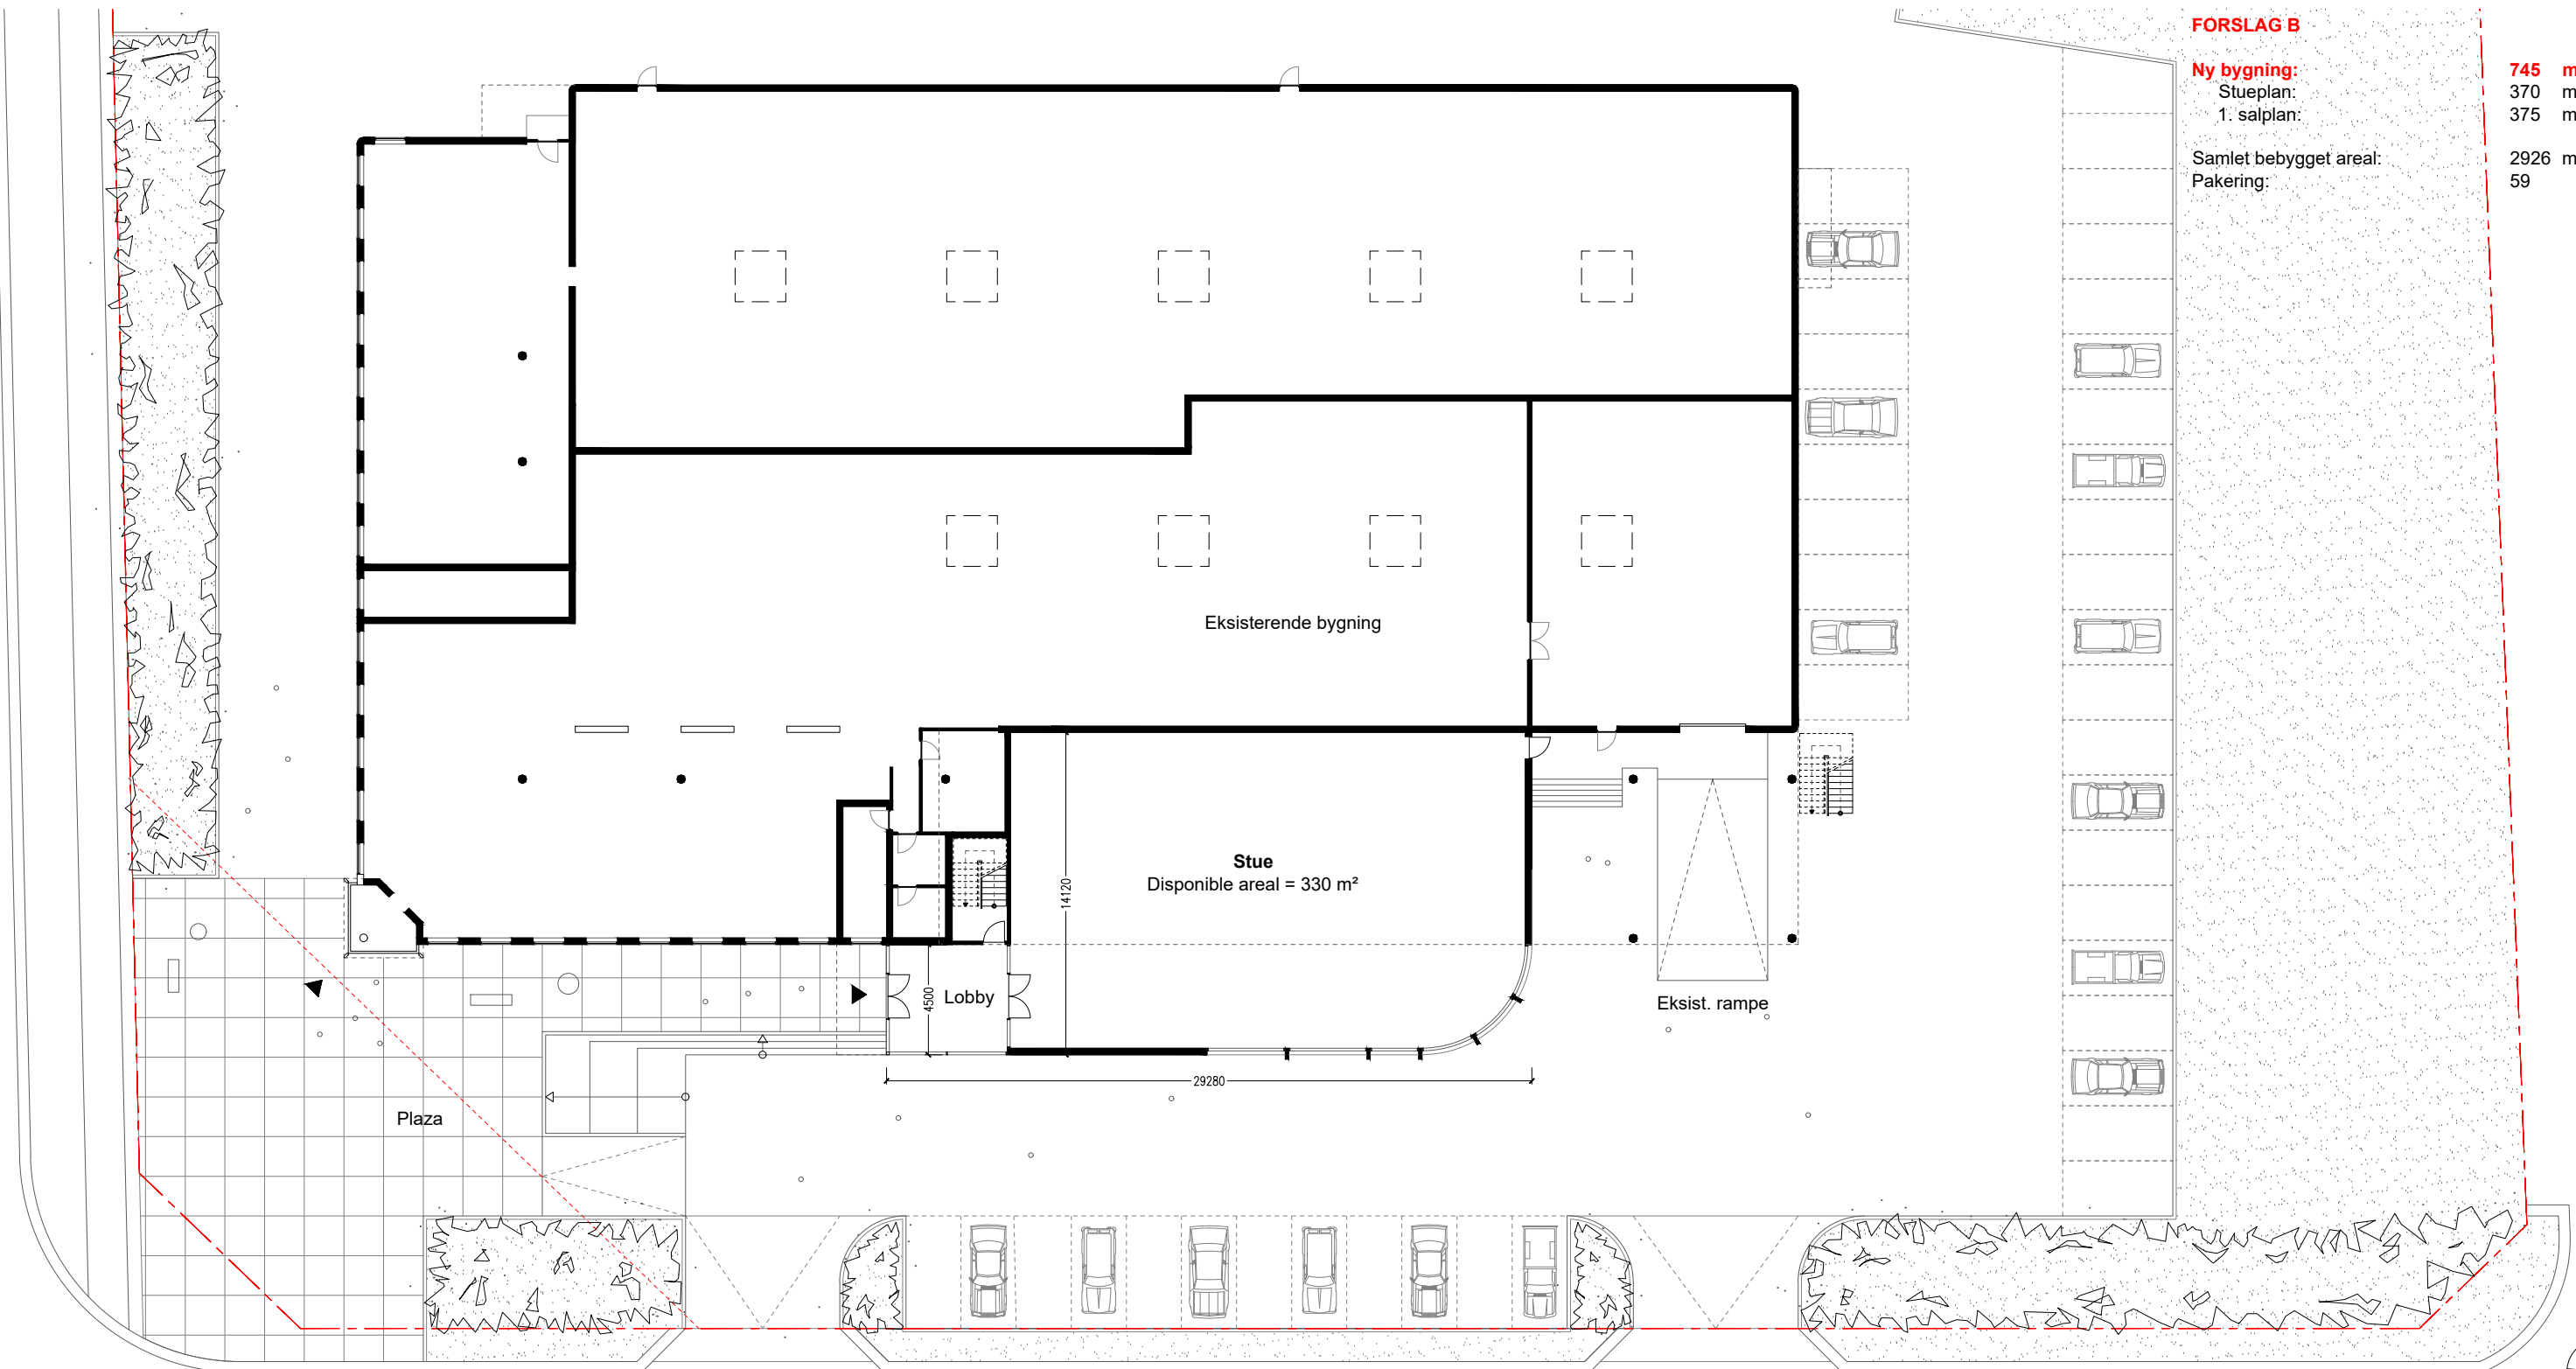 FORSLAG B
Ny bygning: 745 m
Stueplan: 370 m
1. salplan: 375 m
Samlet bebygget areal: 2926 m
Pakering: 59
Eksisterende bygning
Stue
Disponible areal = 330 m²
14120
4500
Lobby
Eksist. rampe
29280
Plaza